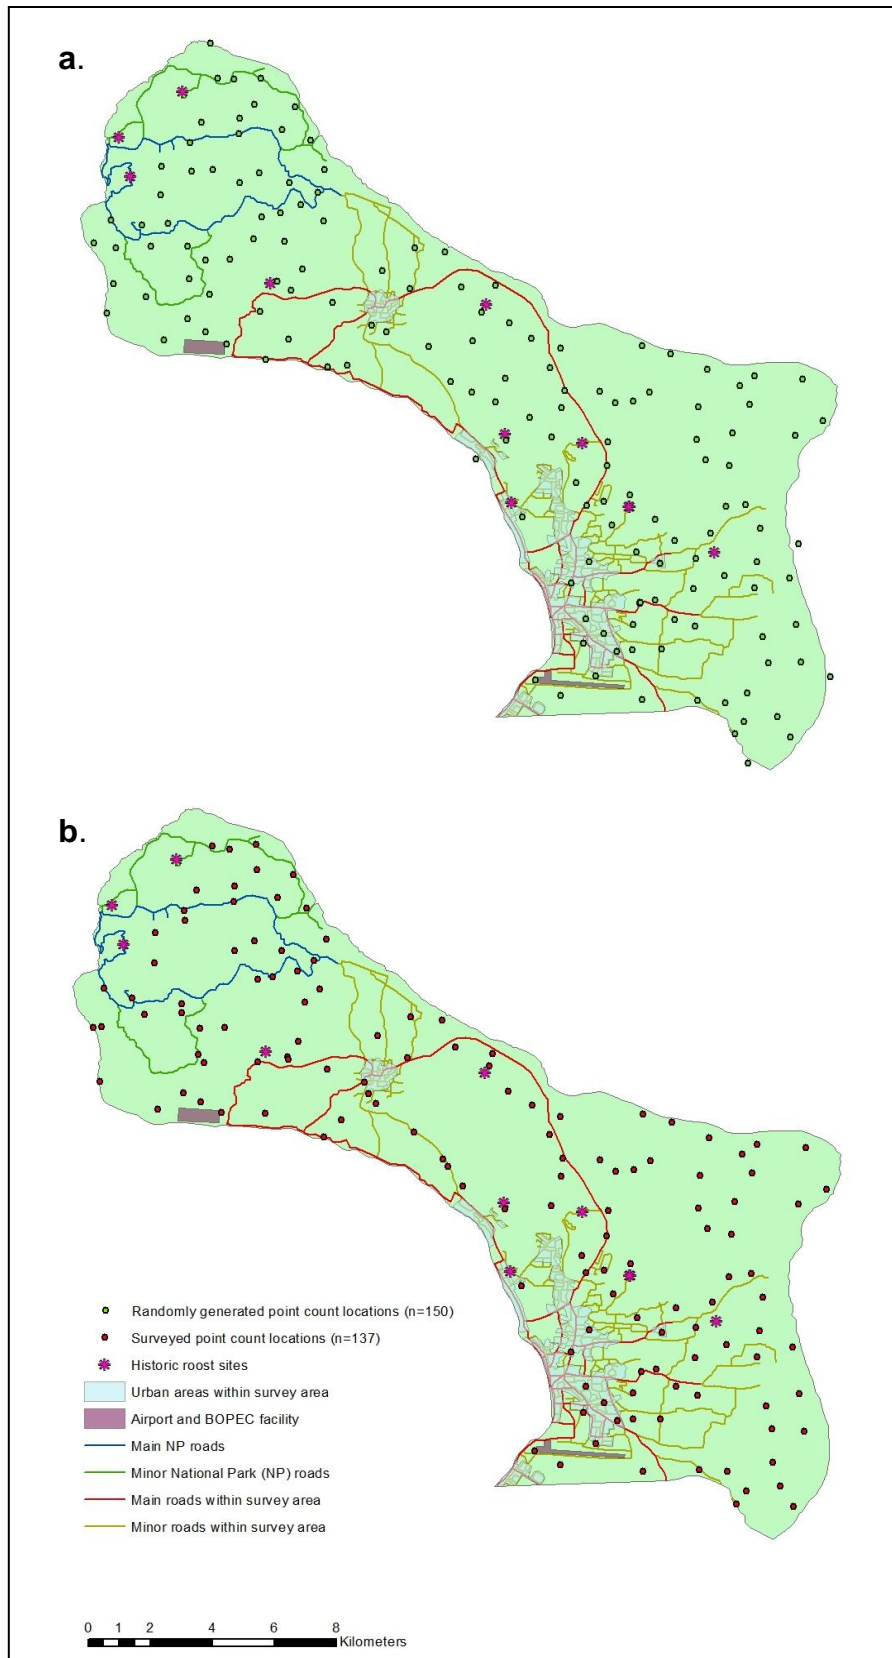 a.
b.
Randomly generated point count locations (n=150)
Surveyed point count locations (n=137)
Historic roost sites
Urban areas within survey area
Airport and BOPEC facility
Main NP roads
Minor National Park (NP) roads
Main roads within survey area
Minor roads within survey area
0 1 2 4 6 8
Kilometers